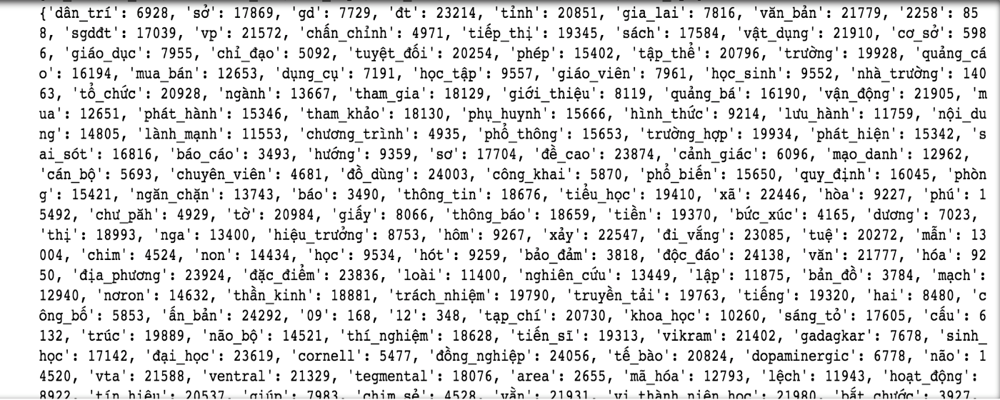 {'dân_trí': 6928, 'sở': 17869, 'gd': 7729, 'đt': 23214, 'tỉnh': 20851, 'gia_lai': 7816, 'văn_bản': 21779, '2258': 85
8, 'sgdđt': 17039, 'vp': 21572, 'chấn_chỉnh': 4971, 'tiếp_thị': 19345, 'sách': 17584, 'vật_dụng': 21910, 'cơ_sở': 598
6, 'giáo_dục': 7955, 'chỉ_đạo': 5092, 'tuyệt_đối': 20254, 'phép': 15402, 'tập_thể': 20796, 'trường': 19928, 'quảng_cá
o': 16194, 'mua_bán': 12653, 'dụng_cụ': 7191, 'học_tập': 9557, 'giáo_viên': 7961, 'học_sinh': 9552, 'nhà_trường': 140
63, 'tổ_chức': 20928, 'ngành': 13667, 'tham_gia': 18129, 'giới_thiệu': 8119, 'quảng_bá': 16190, 'vận_động': 21905, 'm
ua': 12651, 'phát_hành': 15346, 'tham_khảo': 18130, 'phụ_huynh': 15666, 'hình_thức': 9214, 'lưu_hành': 11759, 'nội_du
ng': 14805, 'lành_mạnh': 11553, 'chương_trình': 4935, 'phổ_thông': 15653, 'trường_hợp': 19934, 'phát_hiện': 15342, 's
ai_sót': 16816, 'báo_cáo': 3493, 'hướng': 9359, 'sơ': 17704, 'đề_cao': 23874, 'cảnh_giác': 6096, 'mạo_danh': 12962,
'cán_bộ': 5693, 'chuyên_viên': 4681, 'đồ_dùng': 24003, 'công_khai': 5870, 'phổ_biến': 15650, 'quy_định': 16045, 'phòn
g': 15421, 'ngăn_chặn': 13743, 'báo': 3490, 'thông_tin': 18676, 'tiểu_học': 19410, 'xã': 22446, 'hòa': 9227, 'phú': 1
5492, 'chư_păh': 4929, 'tờ': 20984, 'giấy': 8066, 'thông_báo': 18659, 'tiền': 19370, 'bức_xúc': 4165, 'dương': 7023,
'thị': 18993, 'nga': 13400, 'hiệu_trưởng': 8753, 'hôm': 9267, 'xảy': 22547, 'đi_vắng': 23085, 'tuệ': 20272, 'mẫn': 13
004, 'chim': 4524, 'non': 14434, 'học': 9534, 'hót': 9259, 'bảo_đảm': 3818, 'độc_đáo': 24138, 'văn': 21777, 'hóa': 92
50, 'địa_phương': 23924, 'đặc_điểm': 23836, 'loài': 11400, 'nghiên_cứu': 13449, 'lập': 11875, 'bản_đồ': 3784, 'mạch':
12940, 'nơron': 14632, 'thần_kinh': 18881, 'trách_nhiệm': 19790, 'truyền_tải': 19763, 'tiếng': 19320, 'hai': 8480, 'c
ông_bố': 5853, 'ấn_bản': 24292, '09': 168, '12': 348, 'tạp_chí': 20730, 'khoa_học': 10260, 'sáng_tỏ': 17605, 'cấu': 6
132, 'trúc': 19889, 'não_bộ': 14521, 'thí_nghiệm': 18628, 'tiến_sĩ': 19313, 'vikram': 21402, 'gadagkar': 7678, 'sinh_
học': 17142, 'đại_học': 23619, 'cornell': 5477, 'đồng_nghiệp': 24056, 'tế_bào': 20824, 'dopaminergic': 6778, 'não': 1
4520, 'vta': 21588, 'ventral': 21329, 'tegmental': 18076, 'area': 2655, 'mã_hóa': 12793, 'lệch': 11943, 'hoạt_động':
8922, 'tín_hiệu': 20537, 'giúp': 7983, 'chim_sẻ': 4528, 'vằn': 21931, 'vị_thành_niên_học': 21980, 'bắt_chước': 3927,